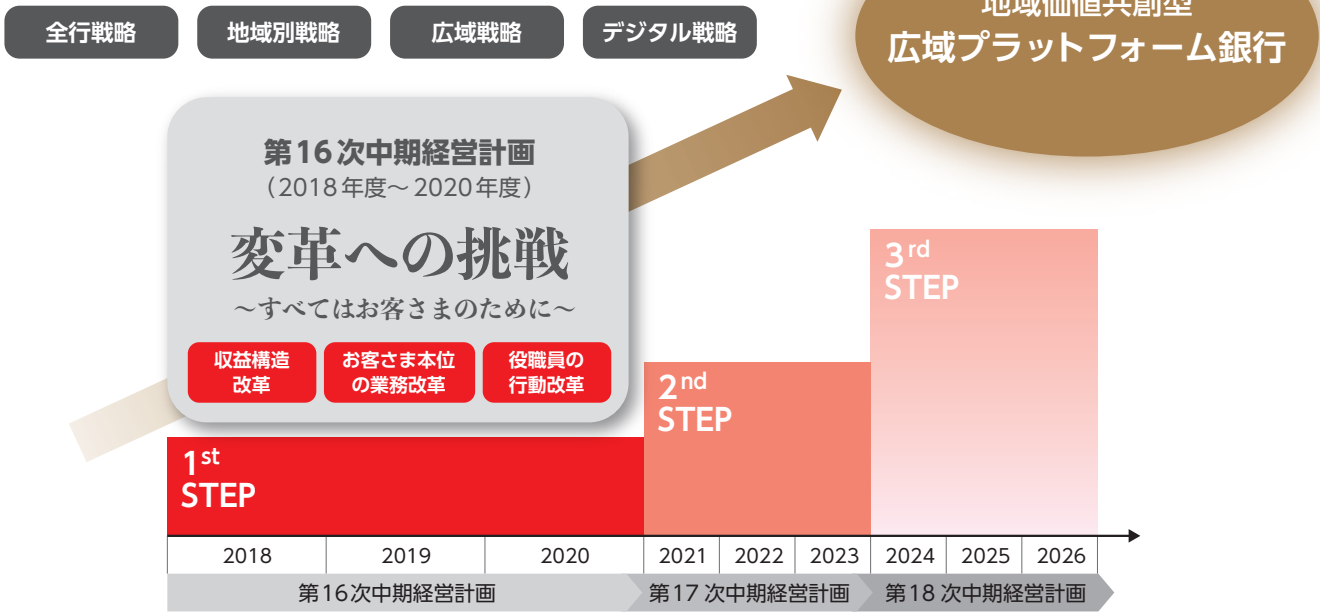 全行戦略
地域別戦略
広域戦略
デジタル戦略
地域価値共創型
広域プラットフォーム銀行
第16次中期経営計画
(2018年度～2020年度)
変革への挑戦
～すべてはお客さまのために～
収益構造
改革
お客さま本位
の業務改革
役職員の
行動改革
1st
STEP
2nd
STEP
3rd
STEP
2018
2019
2020
2021
2022
2023
2024
2025
2026
第16次中期経営計画
第17次中期経営計画
第18次中期経営計画